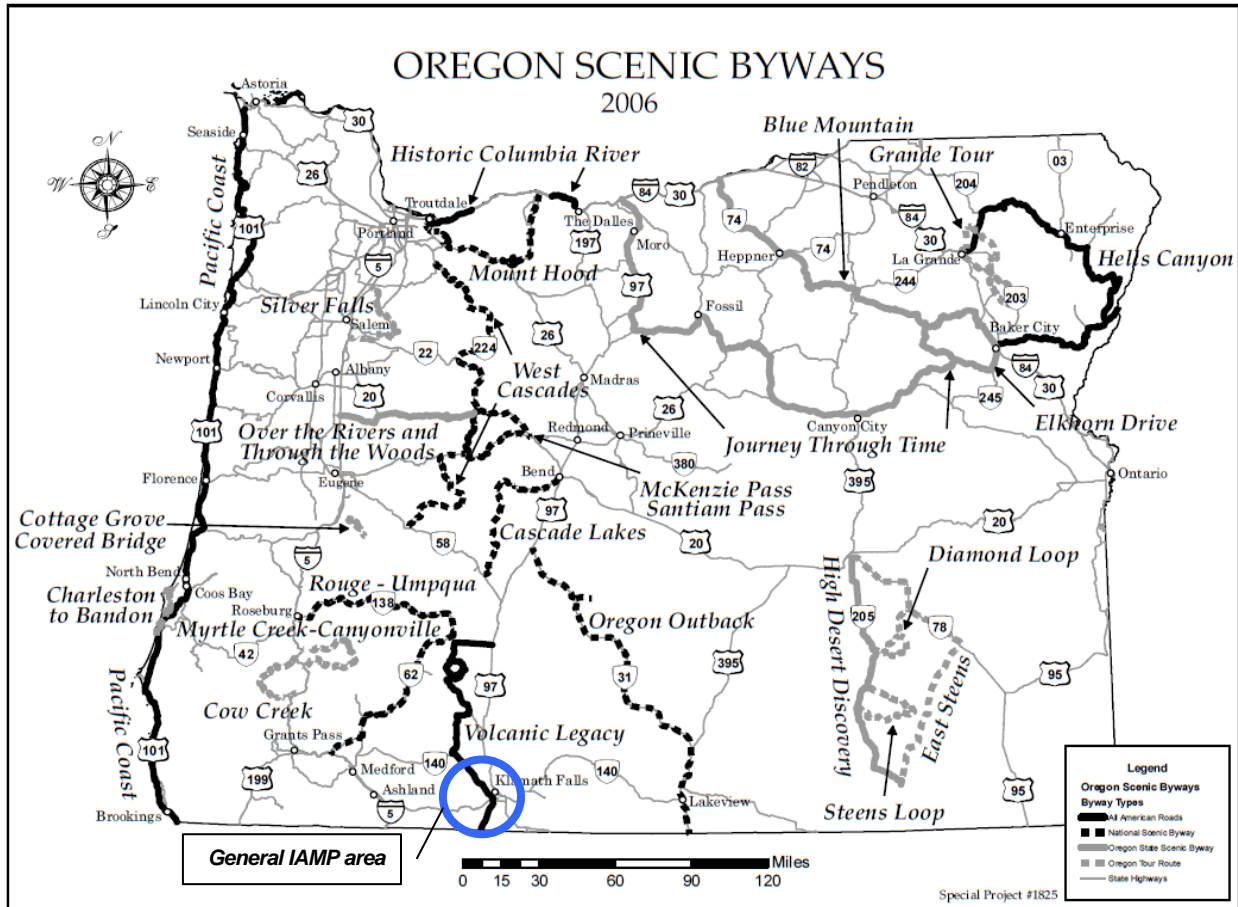 OREGON SCENIC BYWAYS
2006
Astoria
Seaside
30
26
N
W
E
S
Pacific Coast
101
Historic Columbia River
Troutdale
Portland
5
Mount Hood
The Dalles
197
84
30
Moro
97
Blue Mountain
82
Pendleton
Grande Tour
204
03
84
30
Enterprise
Hells Canyon
La Grande
74
Heppner
74
244
203
Baker City
84
30
245
Elkhorn Drive
Fossil
Lincoln City
Silver Falls
Salem
22
224
26
Newport
Albany
Corvallis
20
West
Cascades
Madras
26
Redmond
Prineville
380
Canyon City
Journey Through Time
395
Ontario
101
Over the Rivers and
Through the Woods
Florence
Eugene
Bend
McKenzie Pass
Santiam Pass
97
Cascade Lakes
20
20
Cottage Grove
Covered Bridge
58
5
North Bend
Coos Bay
Charleston
to Bandon
Roseburg
Rouge - Umpqua
138
Myrtle Creek-Canyonville
42
62
Cow Creek
Oregon Outback
31
395
97
Diamond Loop
High Desert Discovery
205
78
East Steens
95
Steens Loop
95
Pacific Coast
101
Grants Pass
Volcanic Legacy
199
Medford
Ashland
5
140
Klamath Falls
140
Lakeview
Brookings
General IAMP area
Miles
0 15 30 60 90 120
Legend
Oregon Scenic Byways
Byway Types
All American Roads
National Scenic Byway
Oregon State Scenic Byway
Oregon Tour Route
State Highways
Special Project #1825